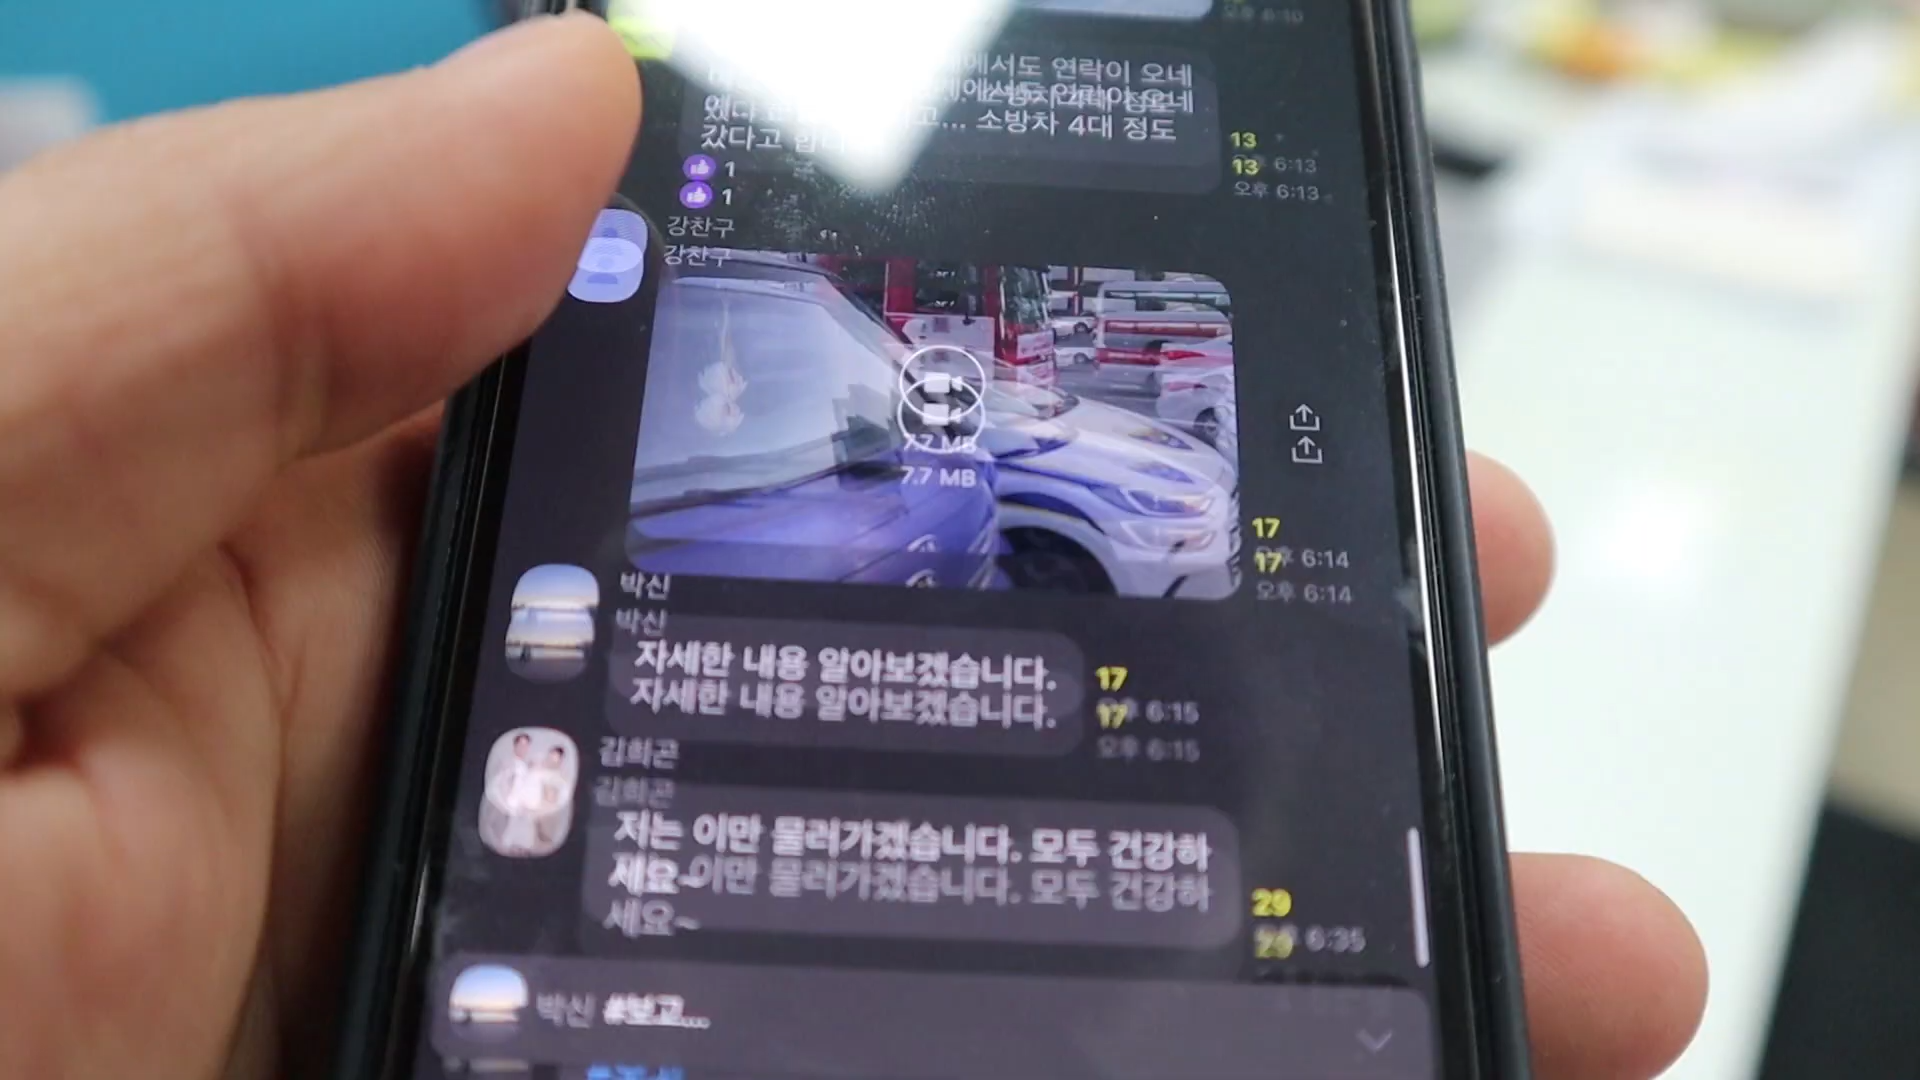 에서도 연락이 오네
고... 소방차 4대 정도
갔다고 합니다
13
오후 6:13
1
강찬구
7.7 MB
17
오후 6:14
박신
자세한 내용 알아보겠습니다.
17
오후 6:15
김희곤
저는 이만 물러가겠습니다. 모두 건강하
세요~
29
6:35
박신 #보고...